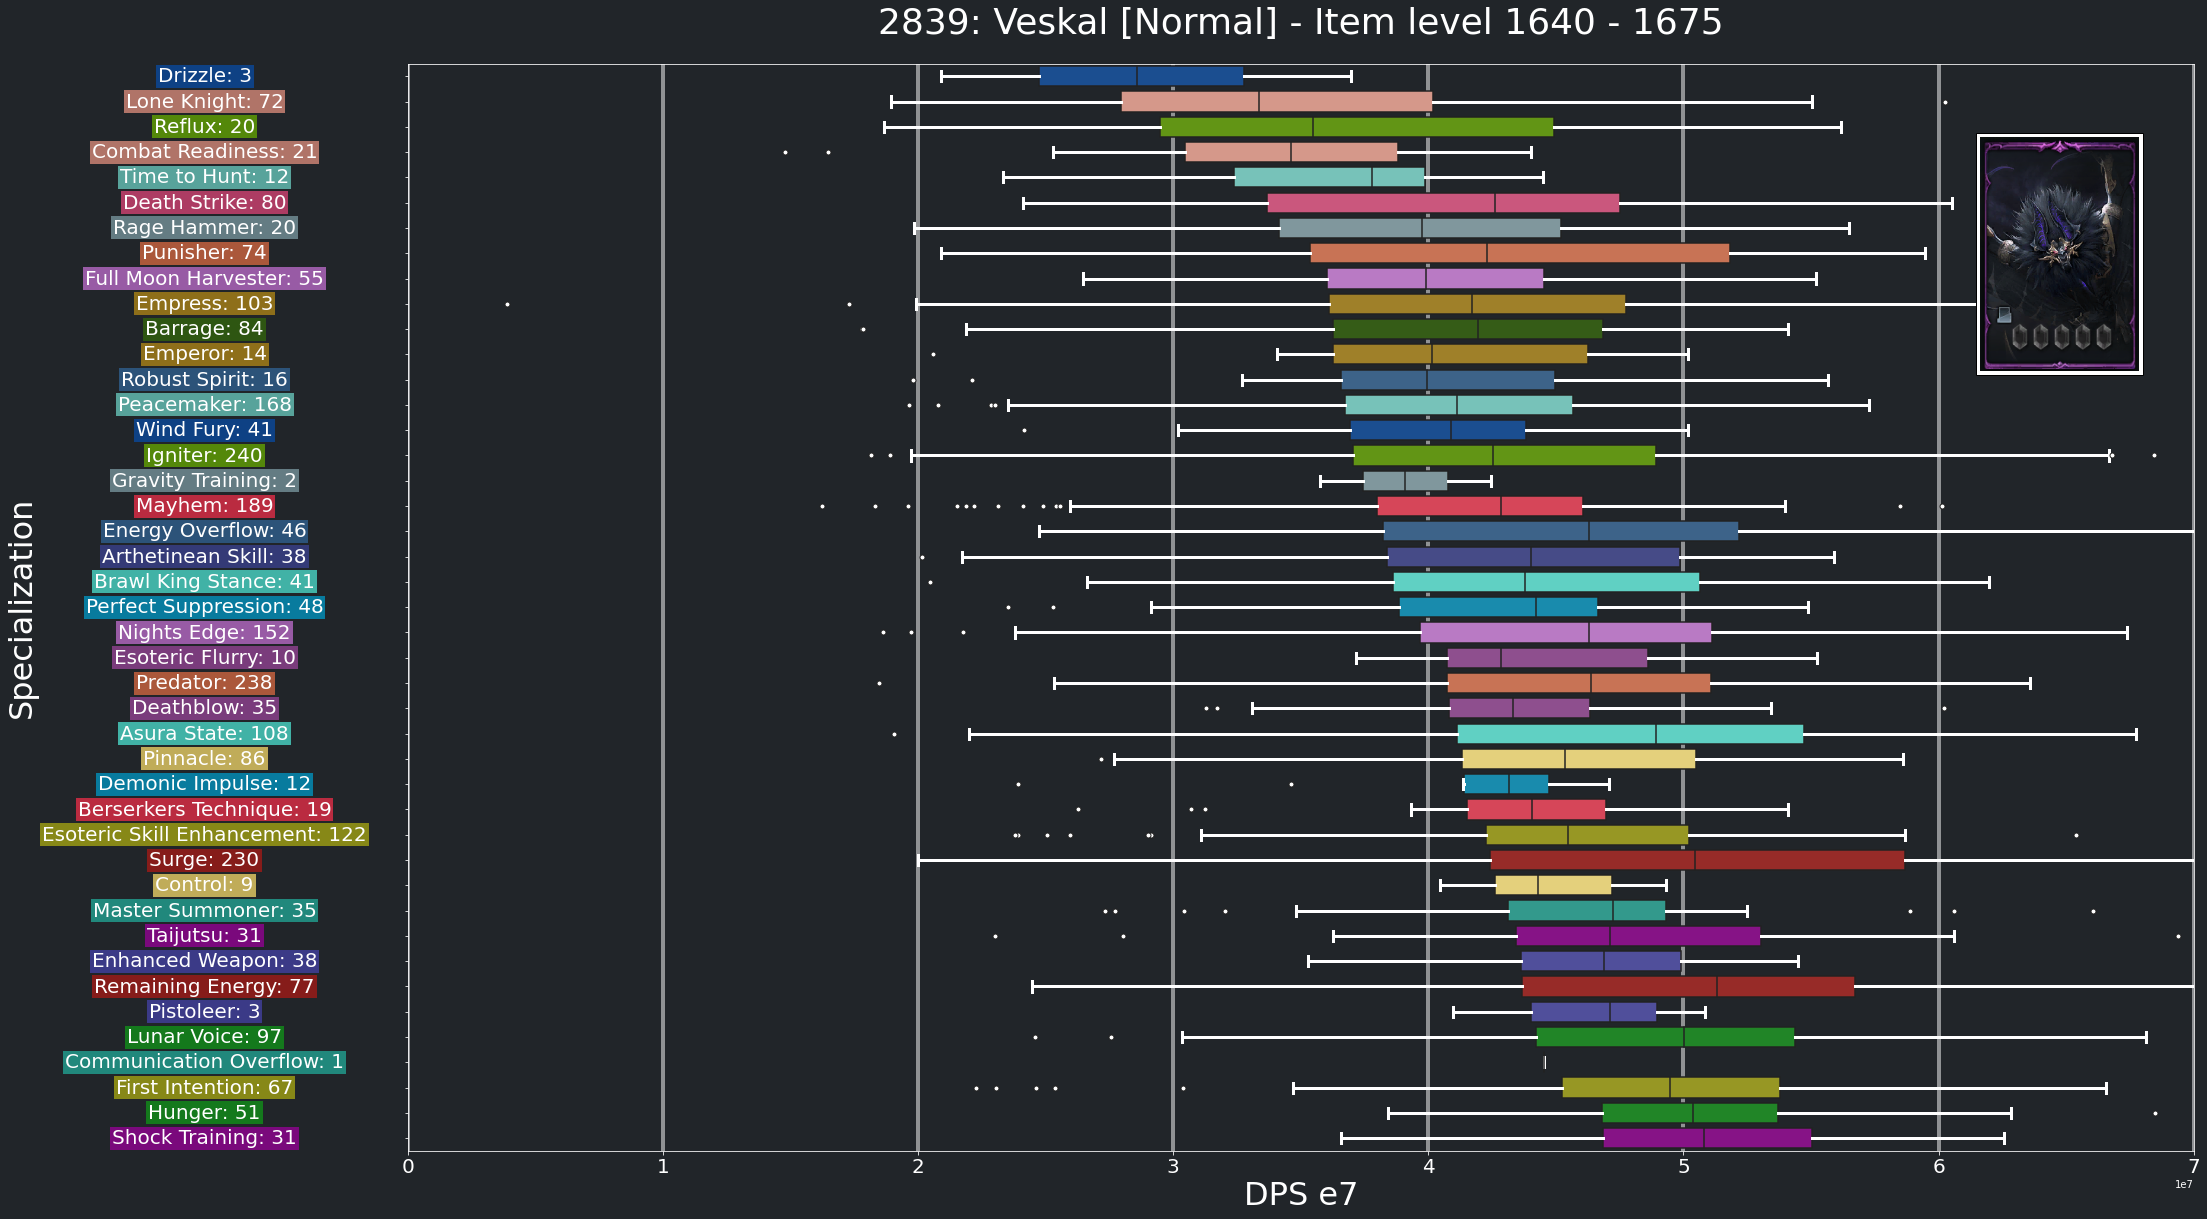 2839: Veskal [Normal] - Item level 1640 - 1675
Specialization
Drizzle: 3
Lone Knight: 72
Reflux: 20
Combat Readiness: 21
Time to Hunt: 12
Death Strike: 80
Rage Hammer: 20
Punisher: 74
Full Moon Harvester: 55
Empress: 103
Barrage: 84
Emperor: 14
Robust Spirit: 16
Peacemaker: 168
Wind Fury: 41
Igniter: 240
Gravity Training: 2
Mayhem: 189
Energy Overflow: 46
Arthetinean Skill: 38
Brawl King Stance: 41
Perfect Suppression: 48
Nights Edge: 152
Esoteric Flurry: 10
Predator: 238
Deathblow: 35
Asura State: 108
Pinnacle: 86
Demonic Impulse: 12
Berserkers Technique: 19
Esoteric Skill Enhancement: 122
Surge: 230
Control: 9
Master Summoner: 35
Taijutsu: 31
Enhanced Weapon: 38
Remaining Energy: 77
Pistoleer: 3
Lunar Voice: 97
Communication Overflow: 1
First Intention: 67
Hunger: 51
Shock Training: 31
0 1 2 3 4 5 6 7
1e7
DPS e7